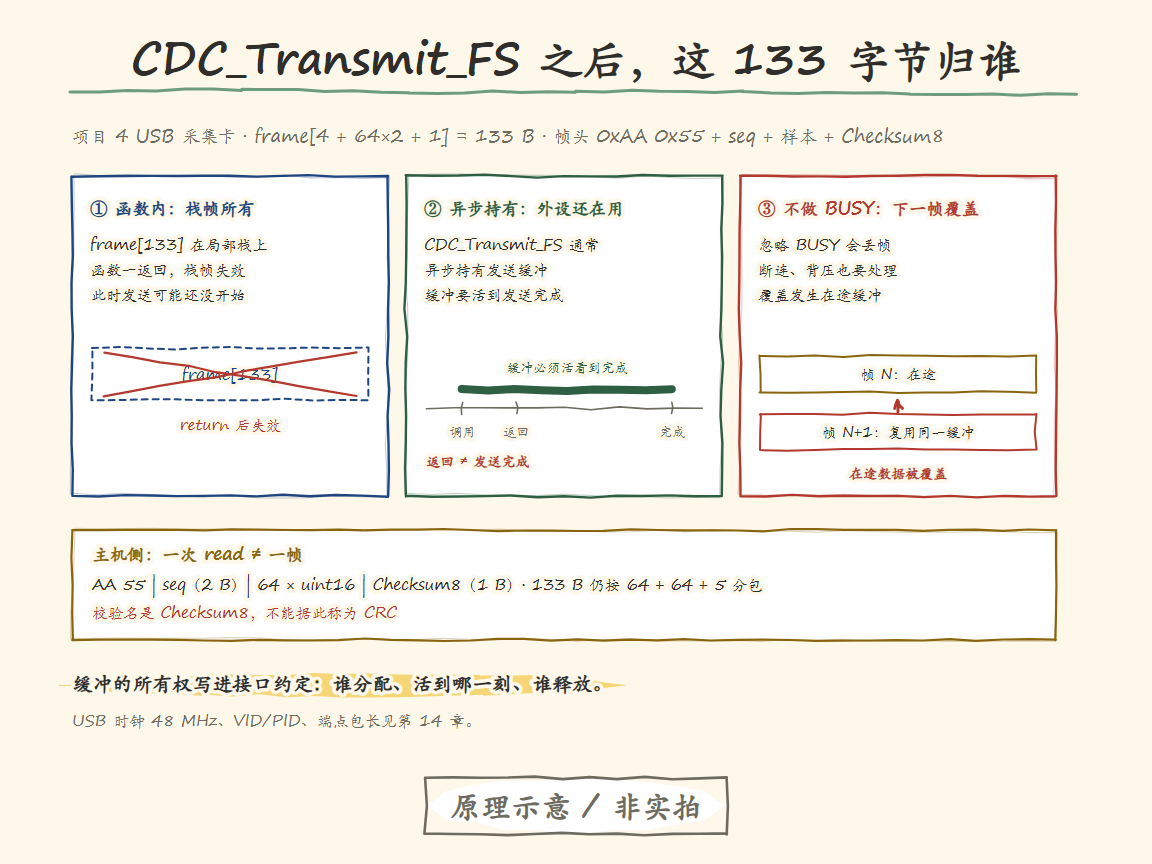 CDC_Transmit_FS 之后，这 133 字节归谁
项目 4 USB 采集卡 · frame[4 + 64×2 + 1] = 133 B · 帧头 0xAA 0x55 + seq + 样本 + Checksum8
① 函数内：栈帧所有
frame[133] 在局部栈上
函数一返回，栈帧失效
此时发送可能还没开始
frame[133]
return 后失效
② 异步持有：外设还在用
CDC_Transmit_FS 通常
异步持有发送缓冲
缓冲要活到发送完成
缓冲必须活着到完成
调用 返回 完成
返回 ≠ 发送完成
③ 不做 BUSY：下一帧覆盖
忽略 BUSY 会丢帧
断连、背压也要处理
覆盖发生在途缓冲
帧 N：在途
帧 N+1：复用同一缓冲
在途数据被覆盖
主机侧：一次 read ≠ 一帧
AA 55 | seq（2 B）| 64 × uint16 | Checksum8（1 B）· 133 B 仍按 64 + 64 + 5 分包
校验名是 Checksum8，不能据此称为 CRC
缓冲的所有权写进接口约定：谁分配、活到哪一刻、谁释放。
USB 时钟 48 MHz、VID/PID、端点包长见第 14 章。
原理示意 / 非实拍